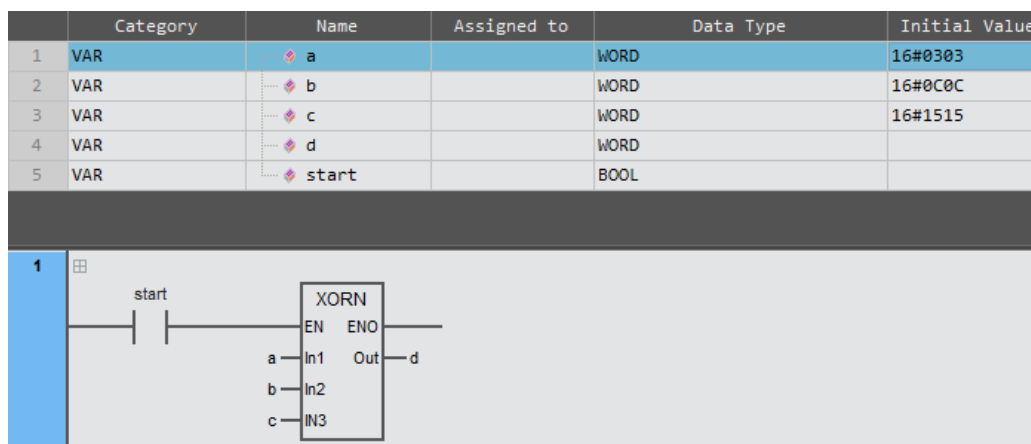 Category Name Assigned to Data Type Initial Value
1 VAR a WORD 16#0303
2 VAR b WORD 16#0C0C
3 VAR c WORD 16#1515
4 VAR d WORD
5 VAR start BOOL
1
start
XORN
EN ENO
a In1 Out d
b In2
c IN3